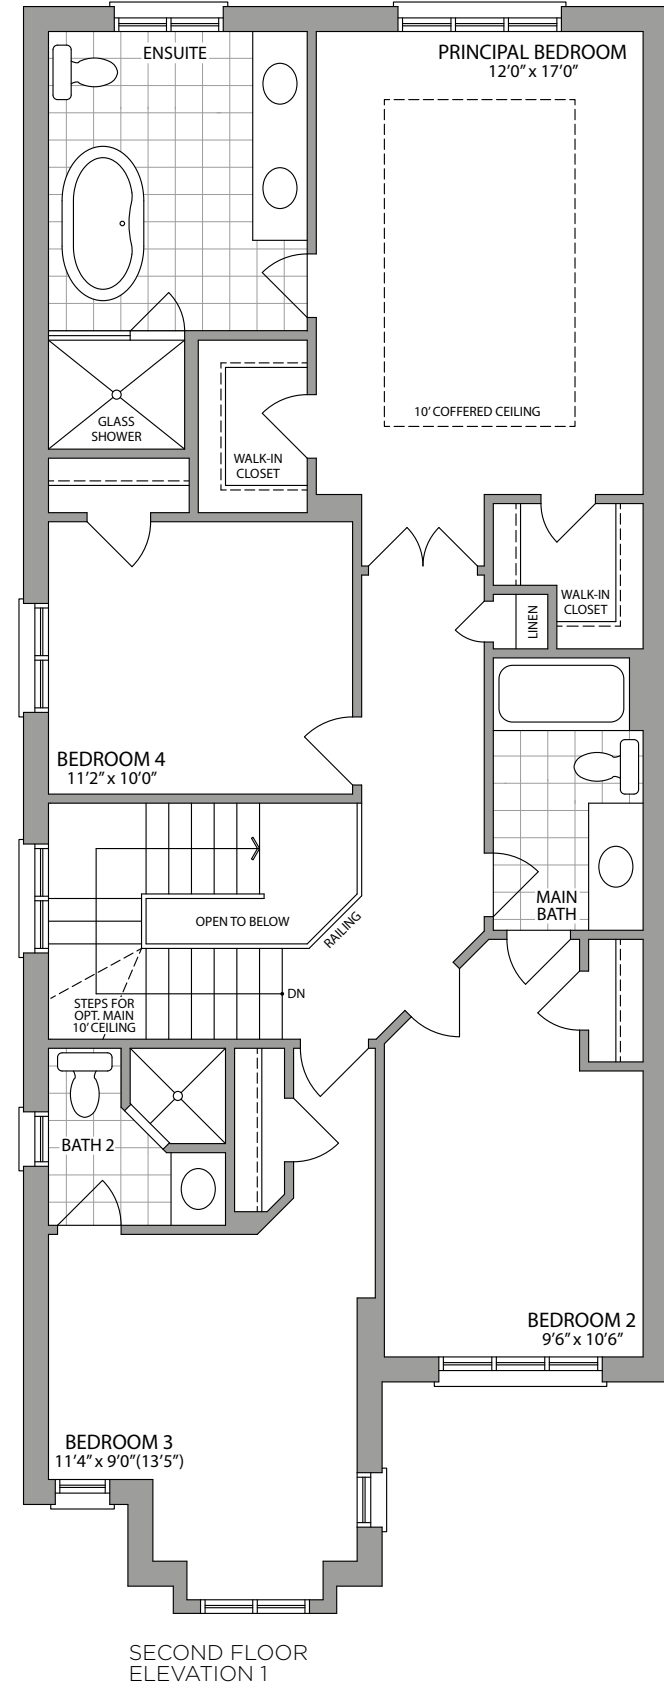 ENSUITE
PRINCIPAL BEDROOM
12’0” x 17’0”
10’ COFFERED CEILING
GLASS
SHOWER
WALK-IN
CLOSET
WALK-IN
CLOSET
LINEN
BEDROOM 4
11’2” x 10’0”
MAIN
BATH
OPEN TO BELOW
RAILING
DN
STEPS FOR
OPT. MAIN
10’ CEILING
BATH 2
BEDROOM 2
9’6” x 10’6”
BEDROOM 3
11’4” x 9’0”(13’5”)
SECOND FLOOR
ELEVATION 1